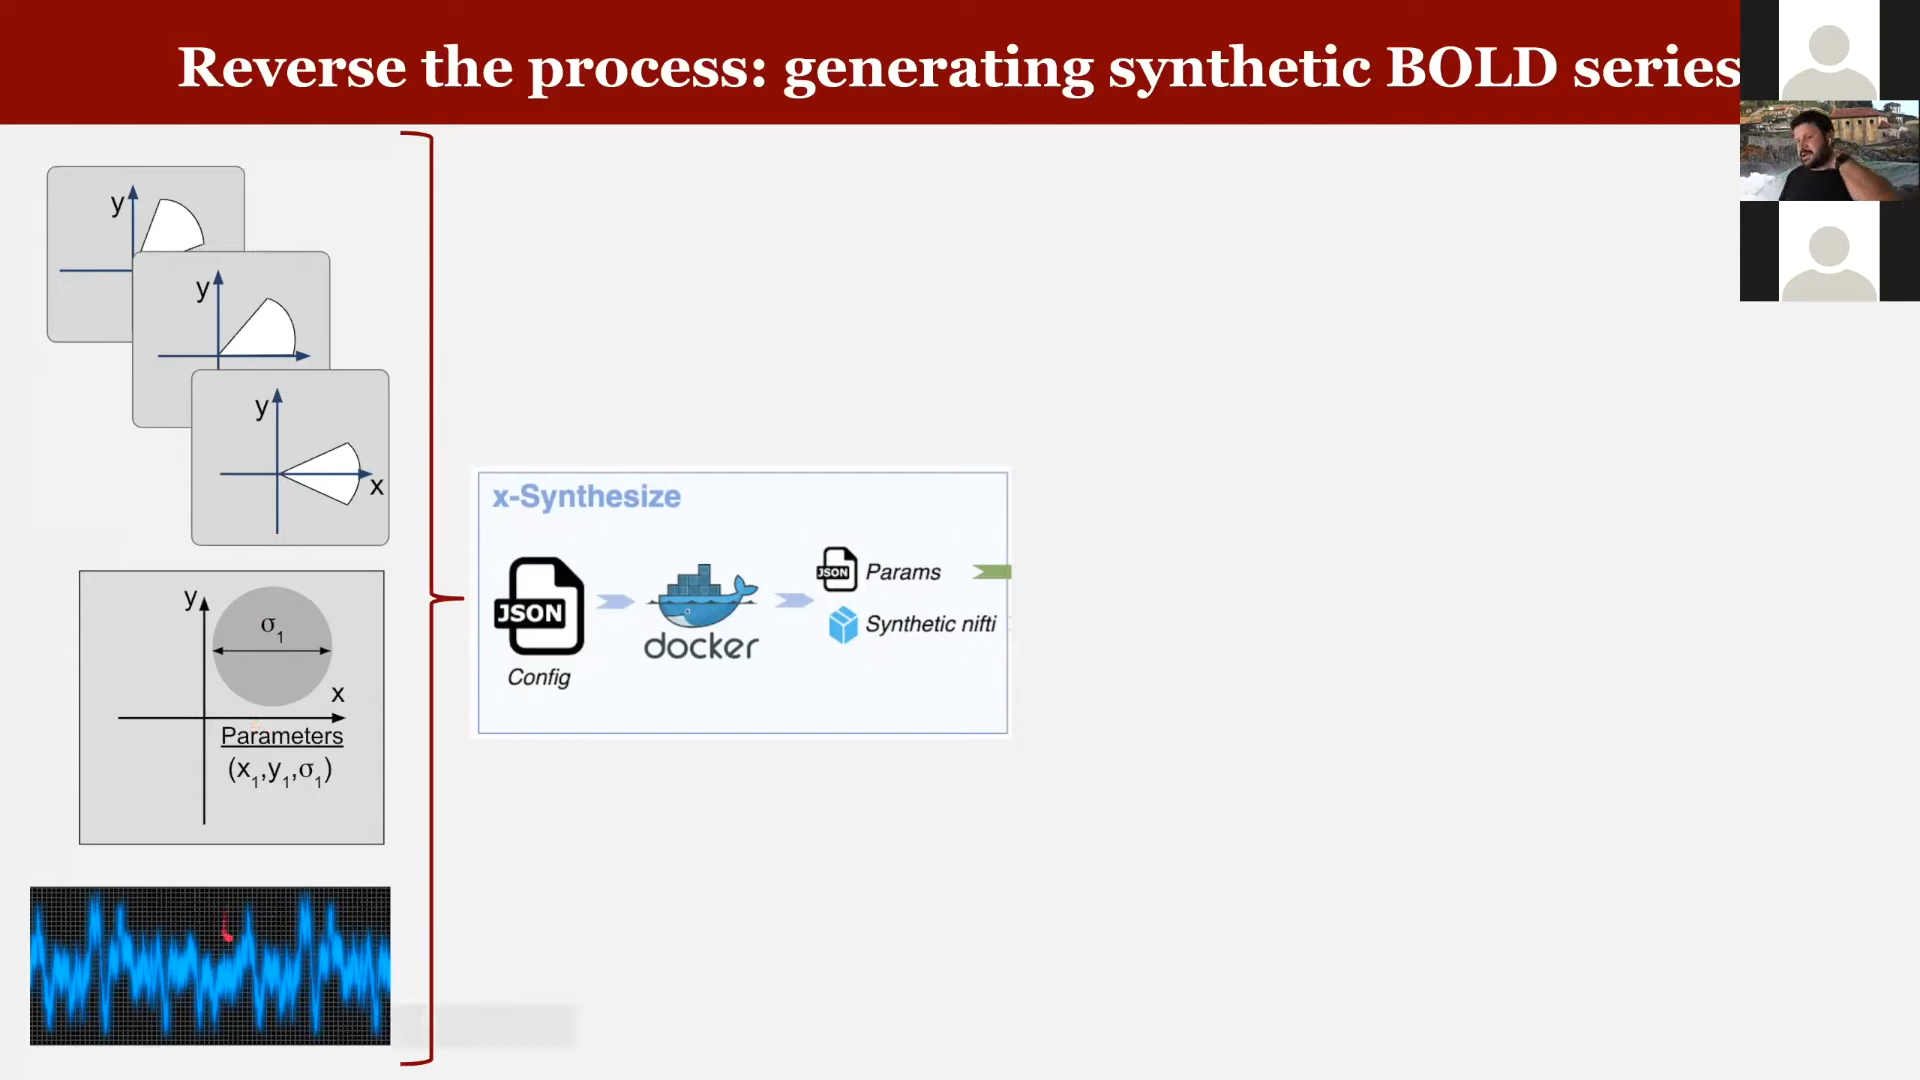 Reverse the process: generating synthetic BOLD series
y
y
y
x
y
σ1
x
Parameters
(x1,y1,σ1)
x-Synthesize
JSON
Config
docker
JSON
Params
Synthetic nifti